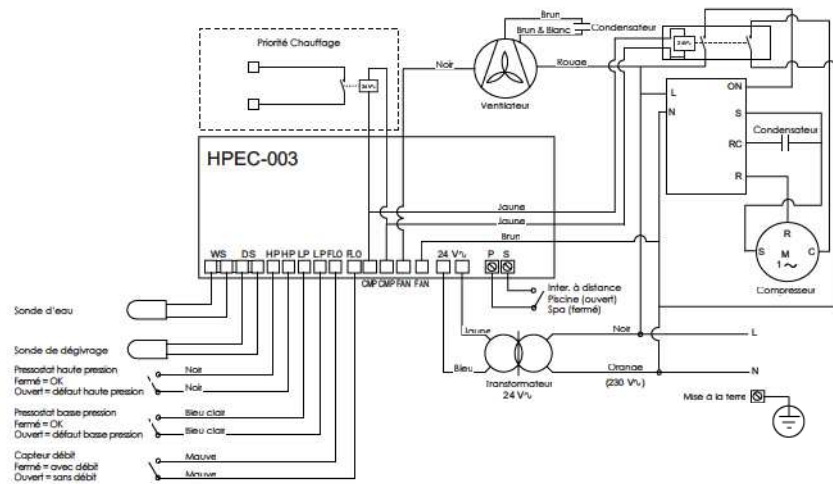 Brun
Brun & Blanc
Condensateur
24V∿
Priorité Chauffage
24V∿
Noir
Ventilateur
Rouge
L
N
ON
S
RC
R
Condensateur
HPEC-003
Jaune
Jaune
Brun
R
S
M
1∿
C
Compresseur
WS DS HP HP LP LP FLO FLO CMP CMP FAN FAN 24 V∿ P S
Inter. à distance
Piscine (ouvert)
Spa (fermé)
Sonde d'eau
Sonde de dégivrage
Jaune
Bleu
Transformateur
24 V∿
Noir
L
Orange
(230 V∿)
N
Mise à la terre
Pressostat haute pression
Fermé = OK
Ouvert = défaut haute pression
Noir
Noir
Pressostat basse pression
Fermé = OK
Ouvert = défaut basse pression
Bleu clair
Bleu clair
Capteur débit
Fermé = avec débit
Ouvert = sans débit
Mauve
Mauve